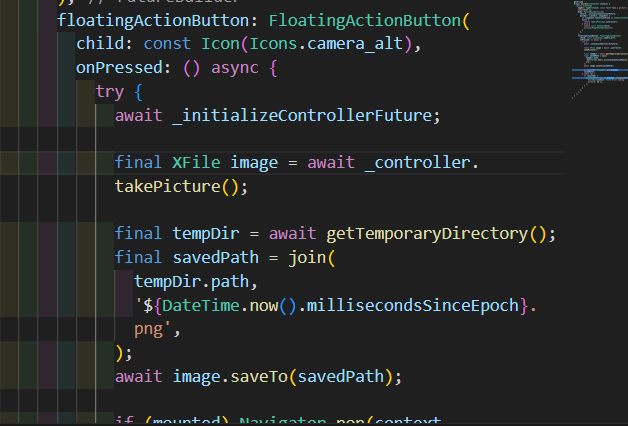 ); // FutureBuilder
floatingActionButton: FloatingActionButton(
child: const Icon(Icons.camera_alt),
onPressed: () async {
try {
await _initializeControllerFuture;
final XFile image = await _controller.
takePicture();
final tempDir = await getTemporaryDirectory();
final savedPath = join(
tempDir.path,
'${DateTime.now().millisecondsSinceEpoch}.
png',
);
await image.saveTo(savedPath);
if (mounted) Navigator.pop(context